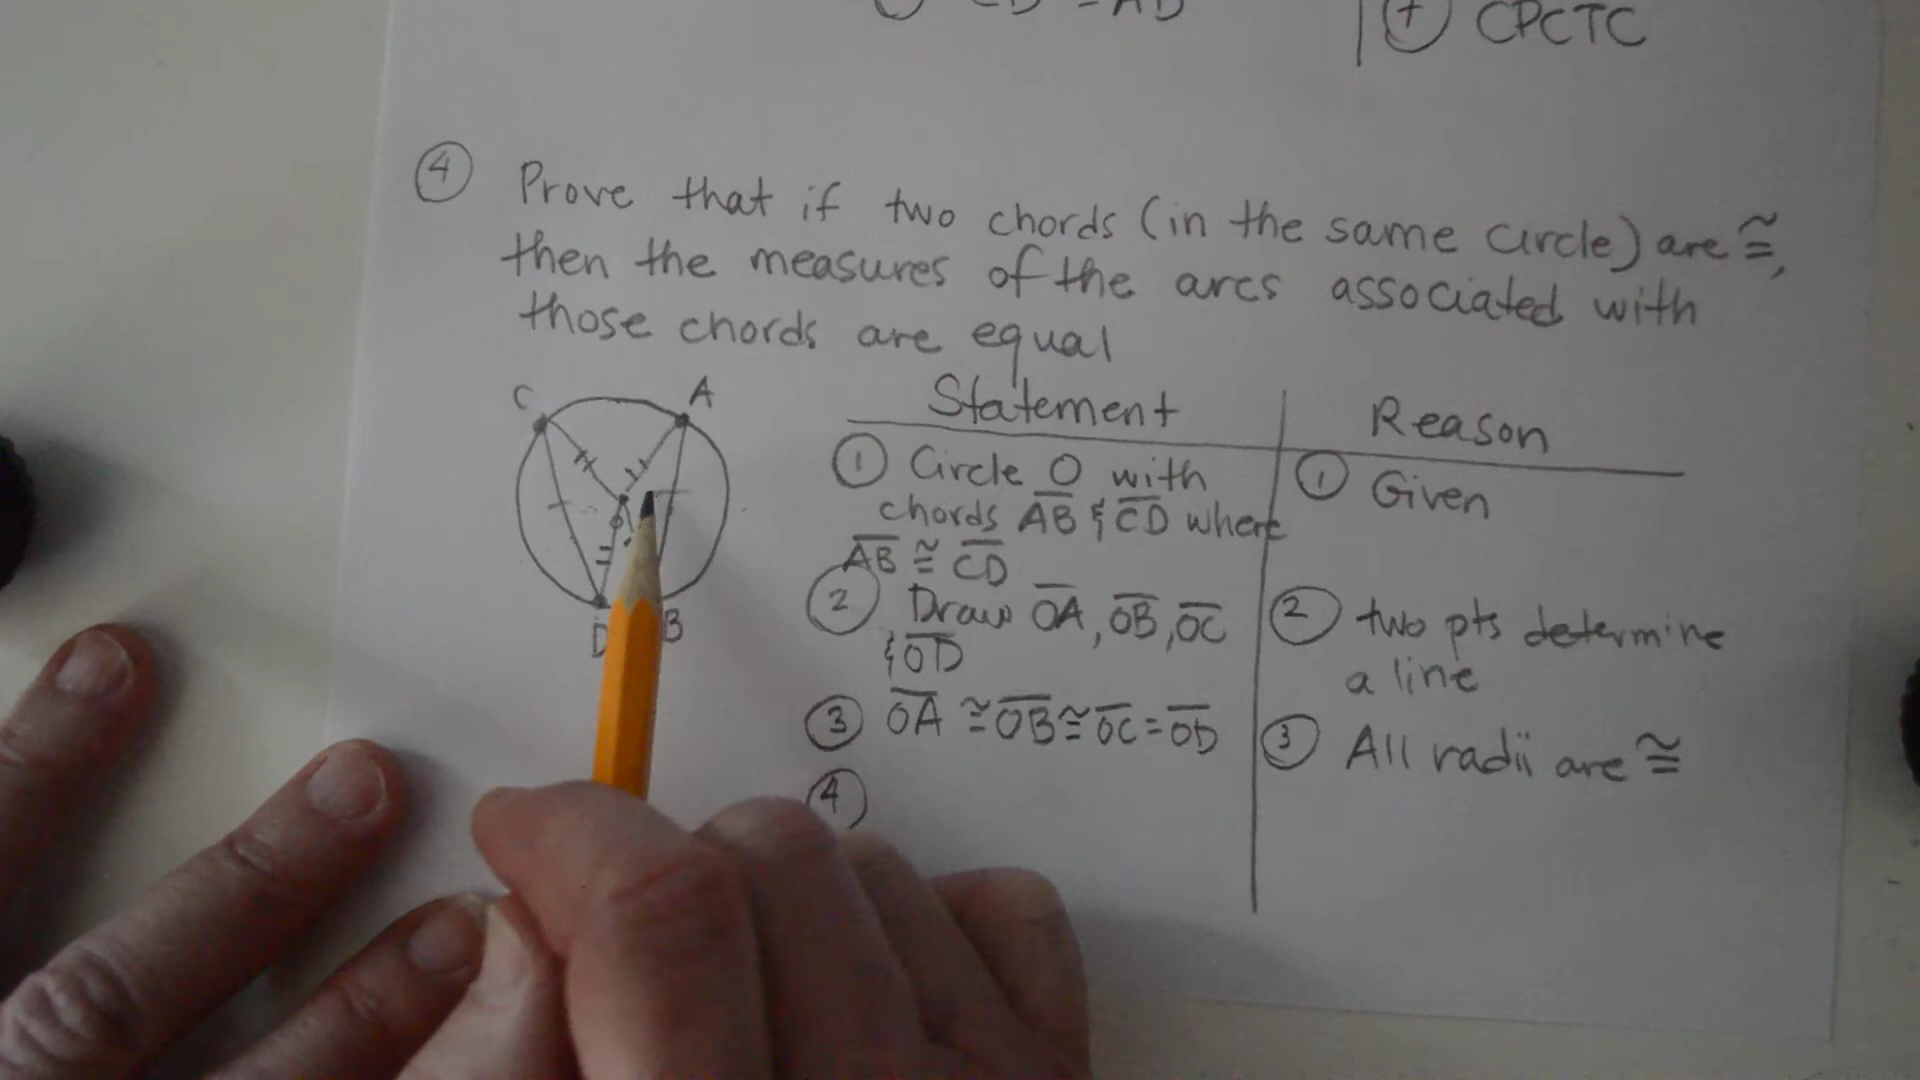 CD = AD
7 CPCTC
4 Prove that if two chords (in the same circle) are ≅,
then the measures of the arcs associated with
those chords are equal
C A
O
D B
Statement Reason
1 Circle O with 1 Given
chords AB & CD where
AB ≅ CD
2 Draw OA, OB, OC 2 two pts determine
& OD a line
3 OA ≅ OB ≅ OC = OD 3 All radii are ≅
4